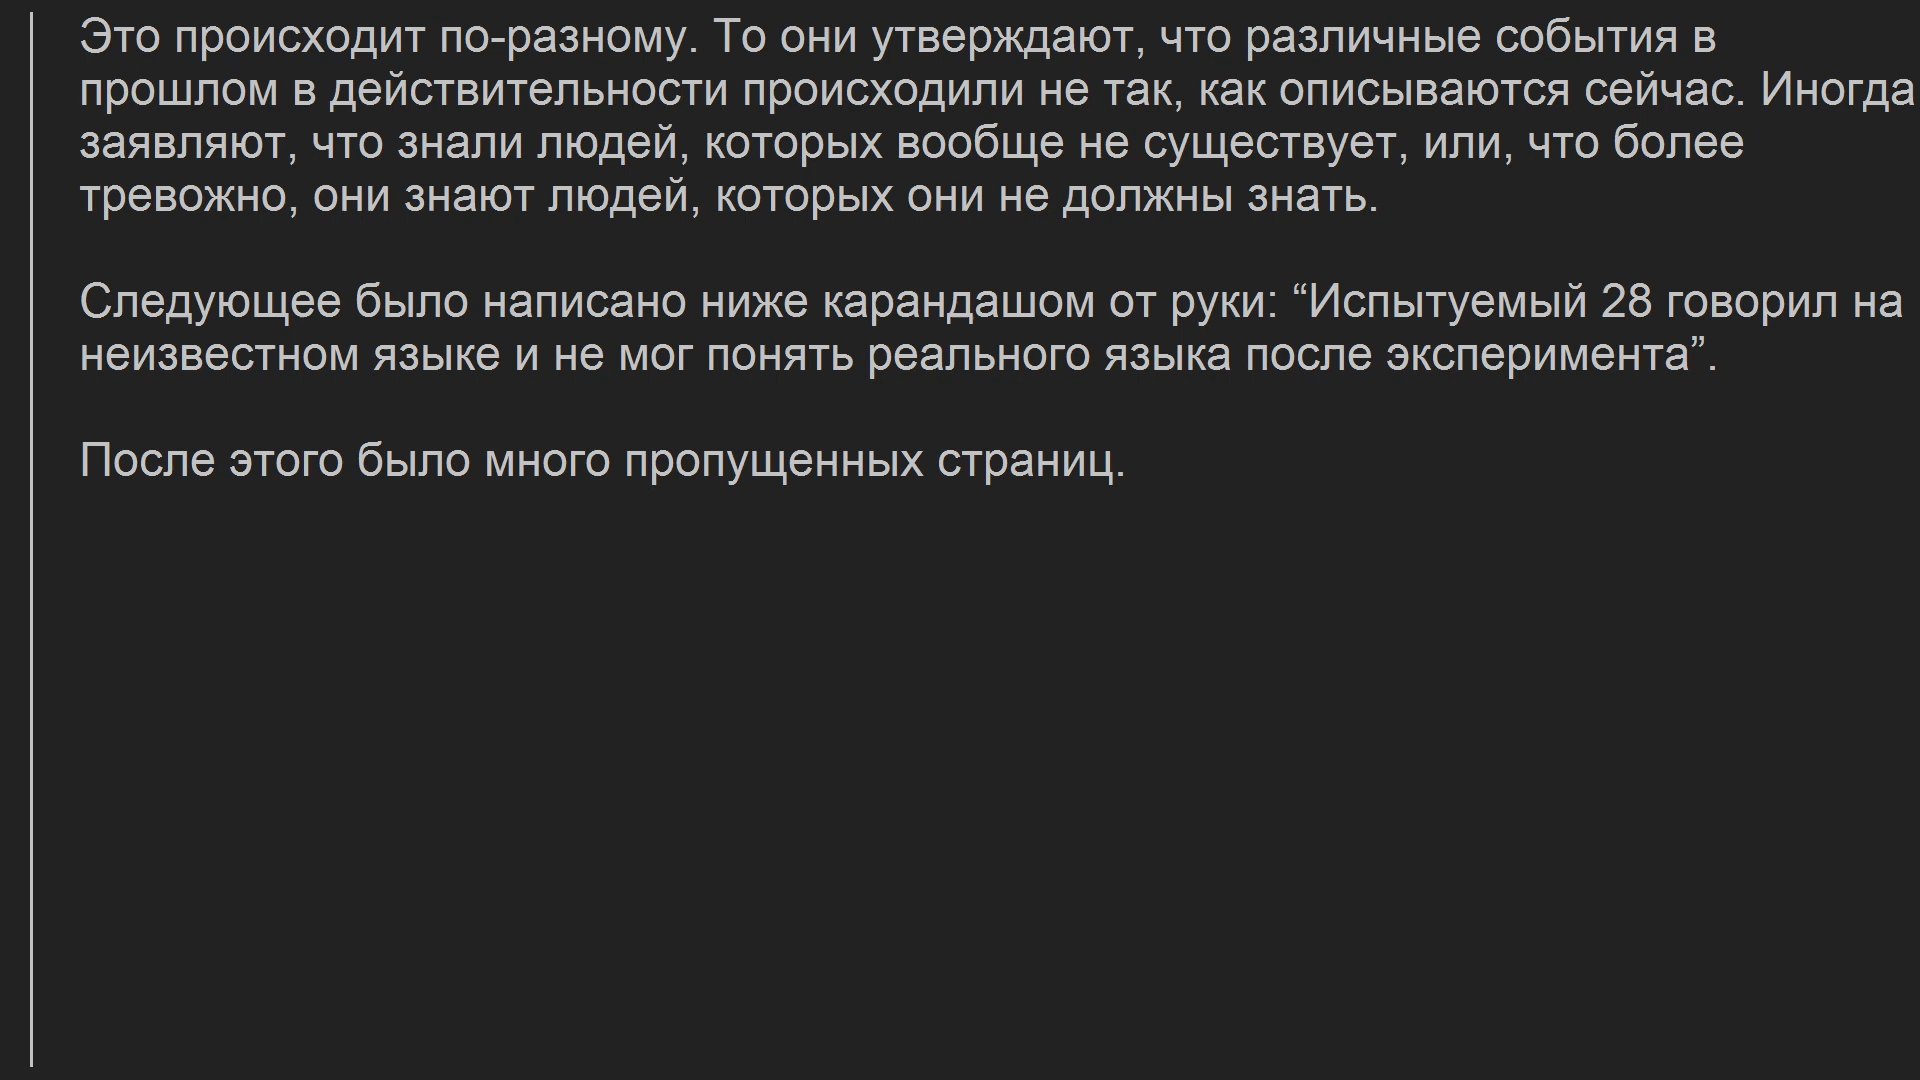 Это происходит по-разному. То они утверждают, что различные события в
прошлом в действительности происходили не так, как описываются сейчас. Иногда
заявляют, что знали людей, которых вообще не существует, или, что более
тревожно, они знают людей, которых они не должны знать.
Следующее было написано ниже карандашом от руки: “Испытуемый 28 говорил на
неизвестном языке и не мог понять реального языка после эксперимента”.
После этого было много пропущенных страниц.